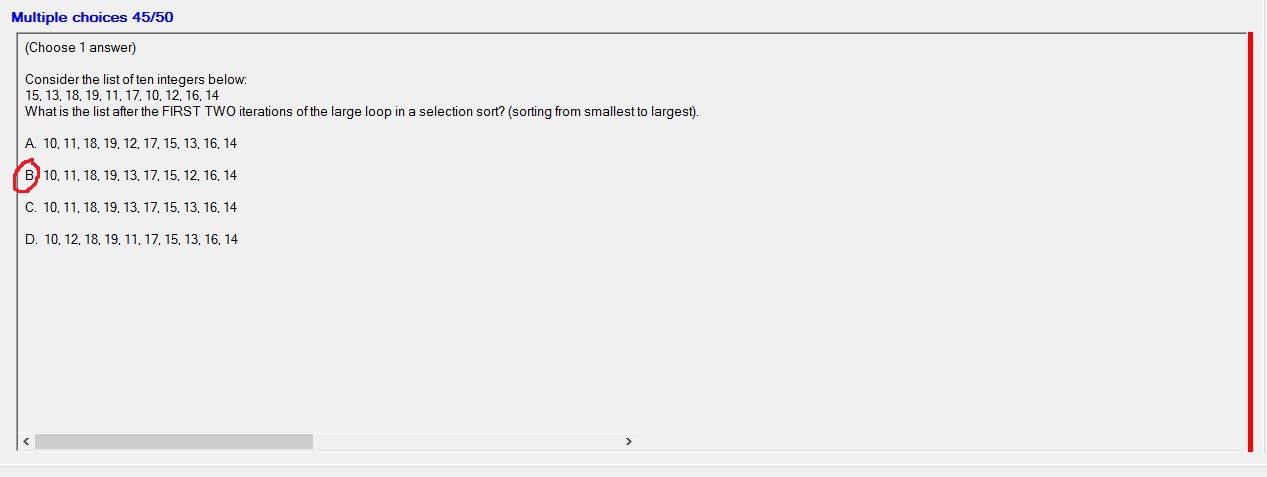 Multiple choices 45/50
(Choose 1 answer)
Consider the list of ten integers below:
15, 13, 18, 19, 11, 17, 10, 12, 16, 14
What is the list after the FIRST TWO iterations of the large loop in a selection sort? (sorting from smallest to largest).
A. 10, 11, 18, 19, 12, 17, 15, 13, 16, 14
B. 10, 11, 18, 19, 13, 17, 15, 12, 16, 14
C. 10, 11, 18, 19, 13, 17, 15, 13, 16, 14
D. 10, 12, 18, 19, 11, 17, 15, 13, 16, 14